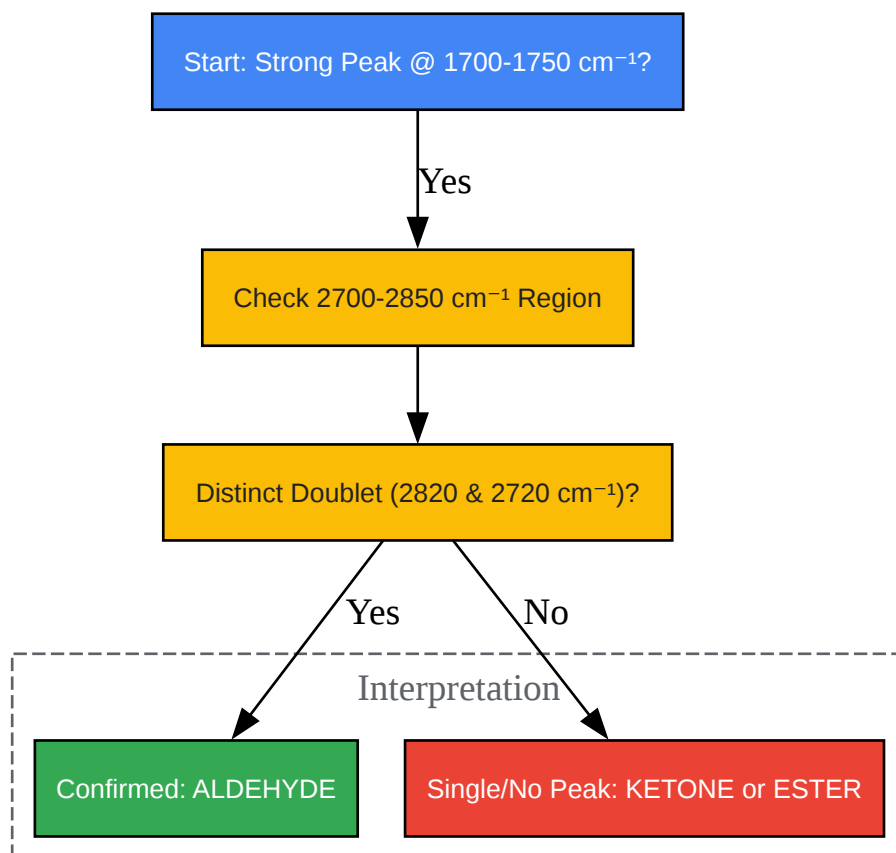 Start: Strong Peak @ 1700-1750 cm⁻¹?
Yes
Check 2700-2850 cm⁻¹ Region
Distinct Doublet (2820 & 2720 cm⁻¹)?
Yes
No
Interpretation
Confirmed: ALDEHYDE
Single/No Peak: KETONE or ESTER